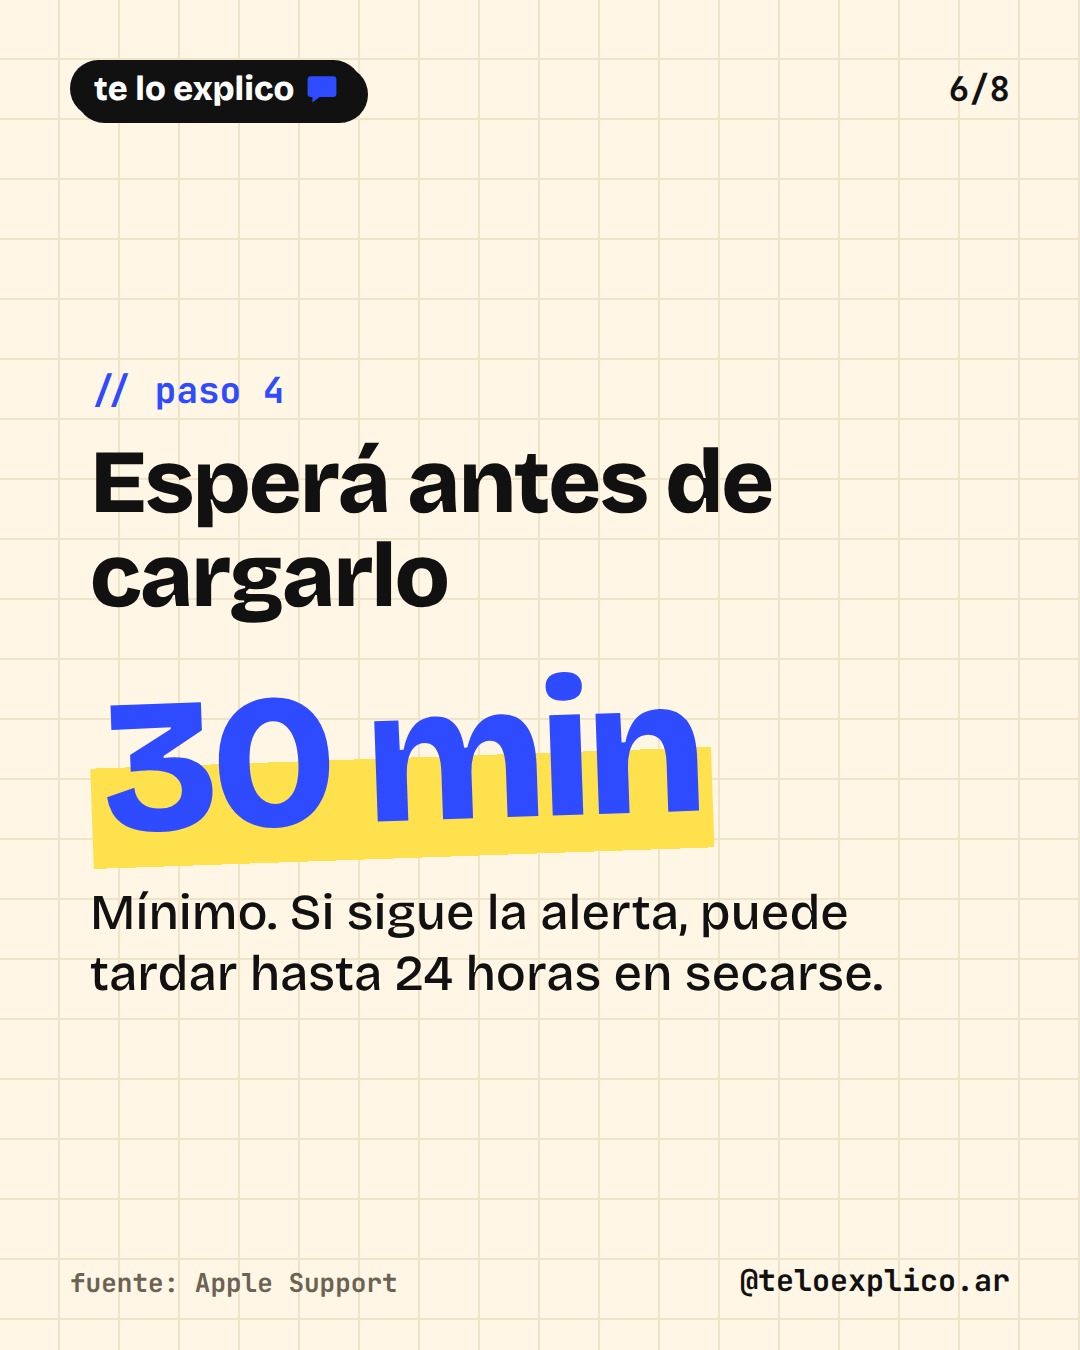 te lo explico
6/8
// paso 4
Esperá antes de
cargarlo
30 min
Mínimo. Si sigue la alerta, puede
tardar hasta 24 horas en secarse.
fuente: Apple Support
@teloexplico.ar